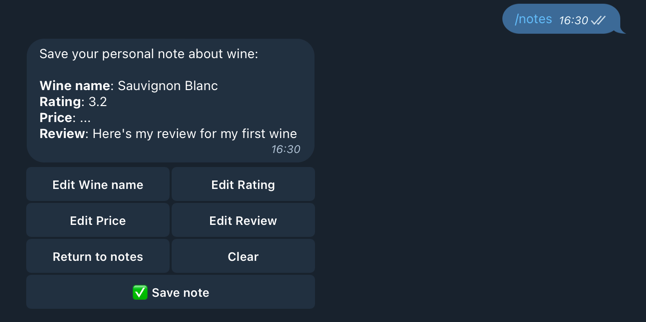 /notes 16:30
Save your personal note about wine:
Wine name: Sauvignon Blanc
Rating: 3.2
Price: ...
Review: Here's my review for my first wine
16:30
Edit Wine name
Edit Rating
Edit Price
Edit Review
Return to notes
Clear
✅ Save note